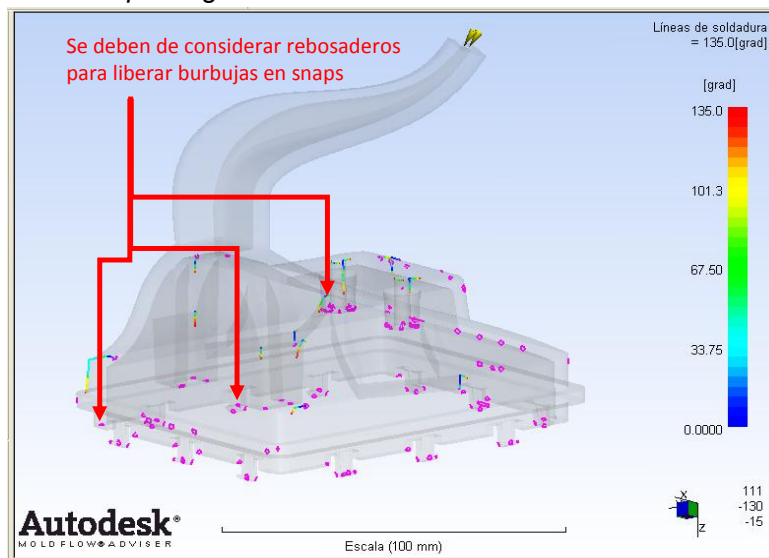 Se deben de considerar rebosaderos
para liberar burbujas en snaps
Líneas de soldadura
= 135.0[grad]
[grad]
135.0
101.3
67.50
33.75
0.0000
Autodesk®
MOLDFLOW®ADVISER
Escala (100 mm)
X
Z
111
-130
-15